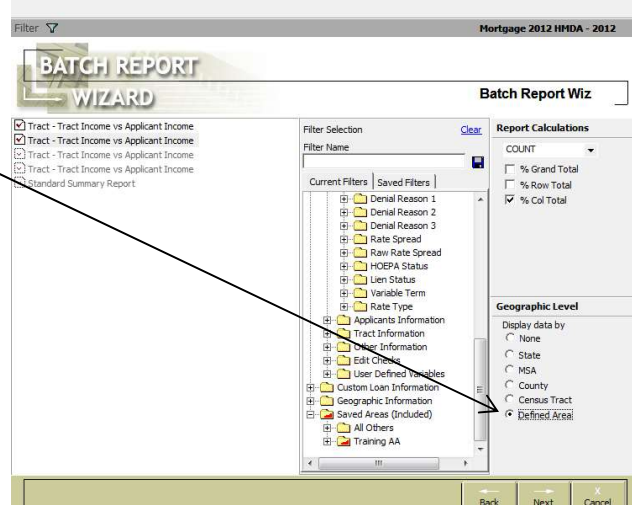 Filter
Mortgage 2012 HMDA - 2012
BATCH REPORT
WIZARD
Batch Report Wiz
Tract - Tract Income vs Applicant Income
Tract - Tract Income vs Applicant Income
Tract - Tract Income vs Applicant Income
Tract - Tract Income vs Applicant Income
Standard Summary Report
Filter Selection
Clear
Filter Name
Current Filters
Saved Filters
Denial Reason 1
Denial Reason 2
Denial Reason 3
Rate Spread
Raw Rate Spread
HOEPA Status
Lien Status
Variable Term
Rate Type
Applicants Information
Tract Information
Other Information
Edit Checks
User Defined Variables
Custom Loan Information
Geographic Information
Saved Areas (Included)
All Others
Training AA
Report Calculations
COUNT
% Grand Total
% Row Total
% Col Total
Geographic Level
Display data by
None
State
MSA
County
Census Tract
Defined Area
Back
Next
X
Cancel